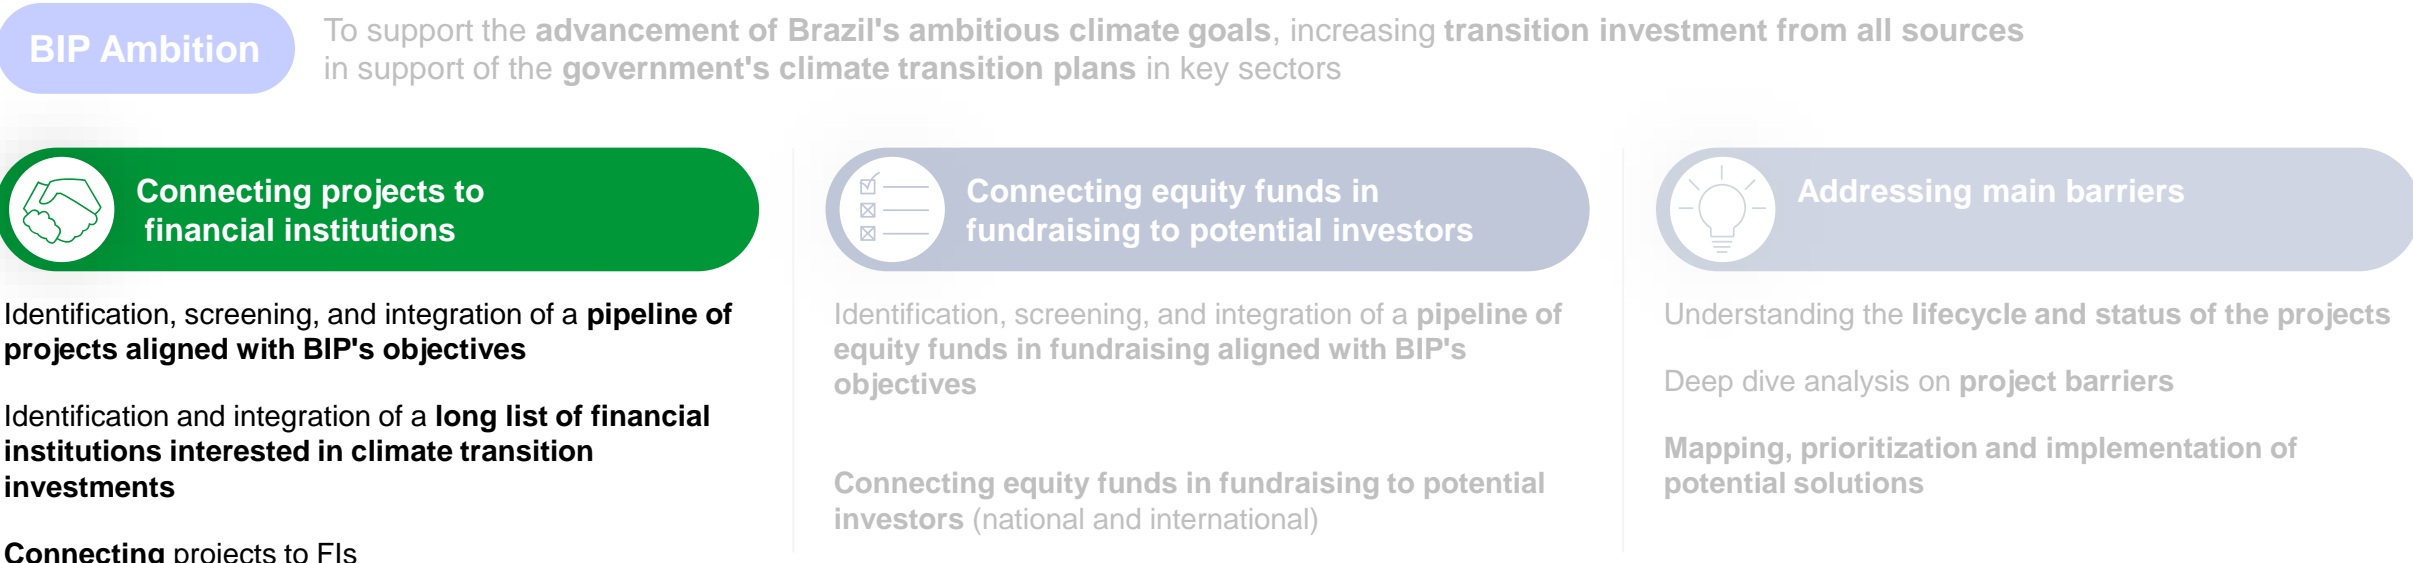 BIP Ambition
To support the advancement of Brazil's ambitious climate goals, increasing transition investment from all sources
in support of the government's climate transition plans in key sectors
Connecting projects to
financial institutions
Identification, screening, and integration of a pipeline of
projects aligned with BIP's objectives
Identification and integration of a long list of financial
institutions interested in climate transition
investments
Connecting projects to FIs
Connecting equity funds in
fundraising to potential investors
Identification, screening, and integration of a pipeline of
equity funds in fundraising aligned with BIP's
objectives
Connecting equity funds in fundraising to potential
investors (national and international)
Addressing main barriers
Understanding the lifecycle and status of the projects
Deep dive analysis on project barriers
Mapping, prioritization and implementation of
potential solutions